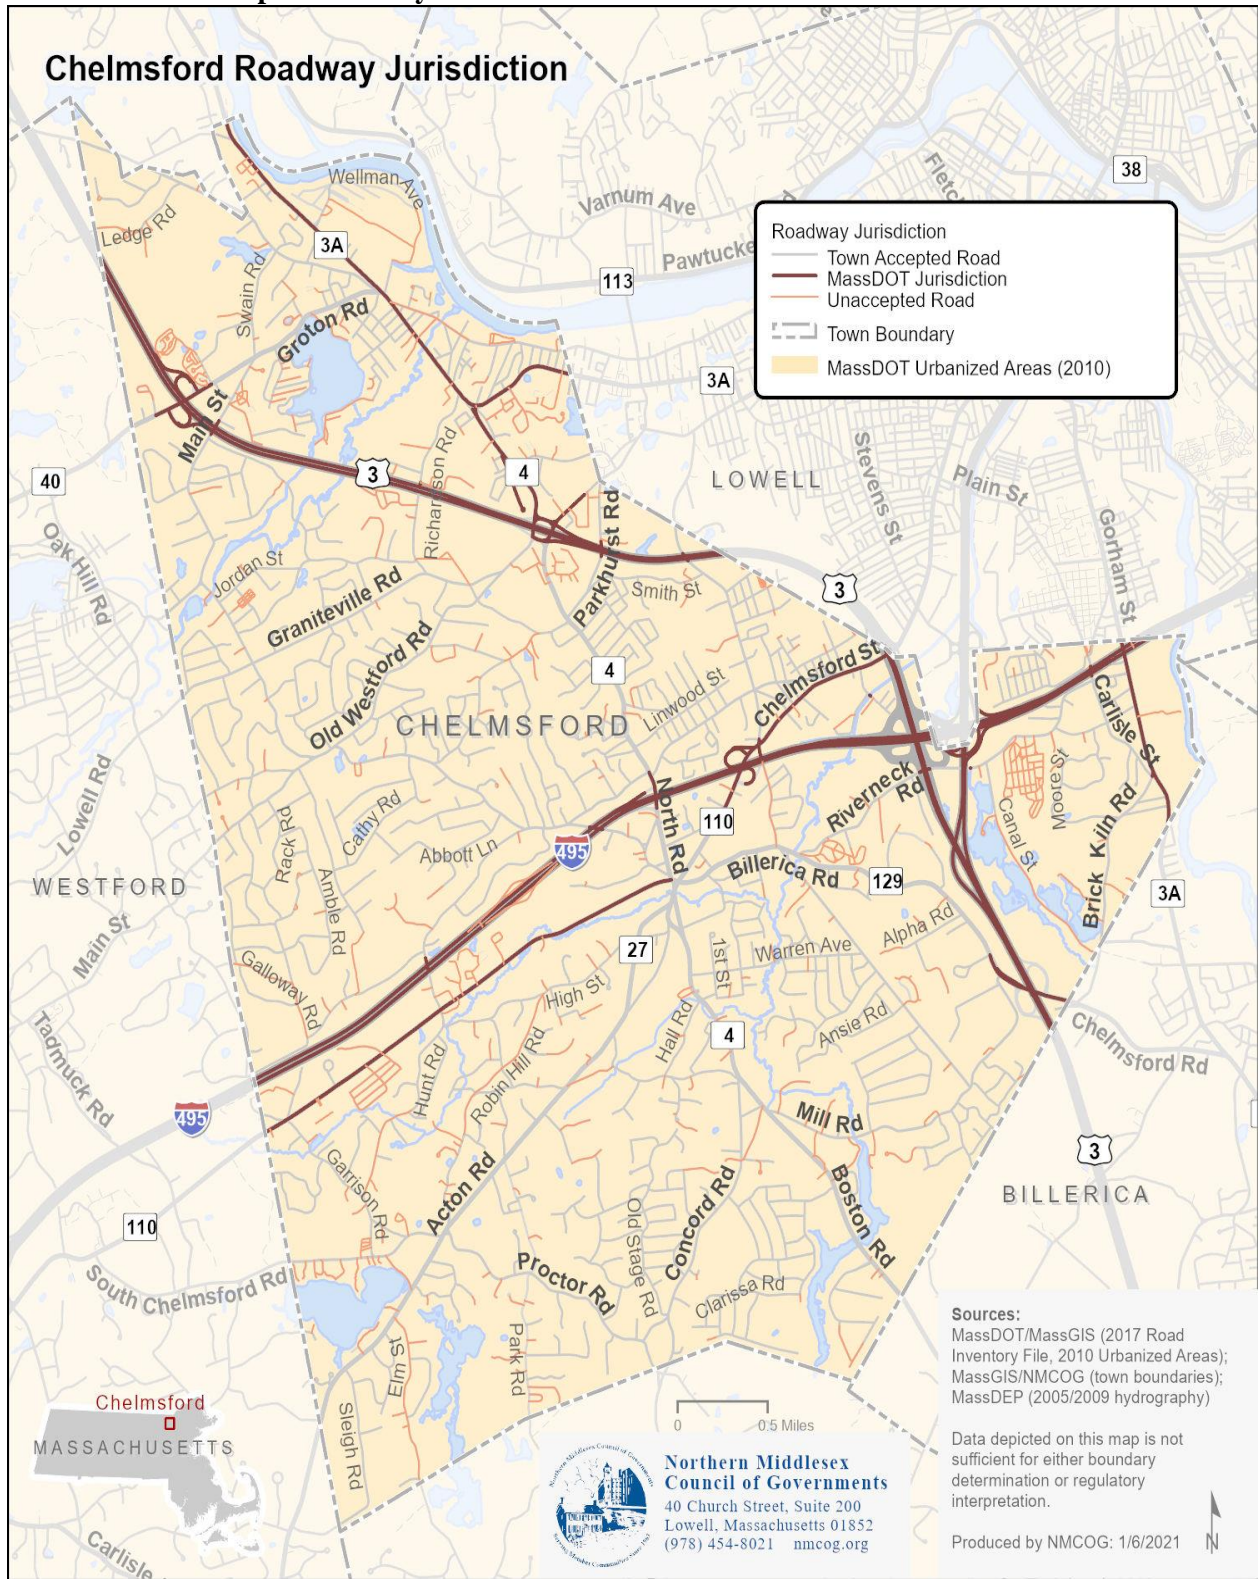 Chelmsford Roadway Jurisdiction
38
Fletch
Wellman Ave
Varnum Ave
Ledge Rd
3A
Pawtucke
113
Swain Rd
Groton Rd
Roadway Jurisdiction
Town Accepted Road
MassDOT Jurisdiction
Unaccepted Road
Town Boundary
MassDOT Urbanized Areas (2010)
3A
Main St
Richardson Rd
40
3
4
LOWELL
Stevens St
Plain St
Gorham St
Oak Hill Rd
Parkhurst Rd
Jordan St
Smith St
3
Graniteville Rd
Old Westford Rd
4
Linwood St
Chelmsford St
CHELMSFORD
Carlisle St
Lowell Rd
Rack Rd
Cathy Rd
Abbott Ln
495
North Rd
110
Riverneck
Rd
Moore St
Canal St
Brick Kiln Rd
WESTFORD
Amble Rd
Billerica Rd
129
3A
Main St
27
1st St
Warren Ave
Alpha Rd
Galloway Rd
High St
Hall Rd
Ansie Rd
4
Chelmsford Rd
Tadmuck Rd
Hunt Rd
Robin Hill Rd
495
Mill Rd
3
Garrison Rd
Acton Rd
Boston Rd
BILLERICA
110
Old Stage Rd
Concord Rd
South Chelmsford Rd
Proctor Rd
Clarissa Rd
Elm St
Park Rd
Sleigh Rd
Chelmsford
MASSACHUSETTS
Carlisle
0 0.5 Miles
Northern Middlesex
Council of Governments
40 Church Street, Suite 200
Lowell, Massachusetts 01852
(978) 454-8021 nmcog.org
Sources:
MassDOT/MassGIS (2017 Road
Inventory File, 2010 Urbanized Areas);
MassGIS/NMCOG (town boundaries);
MassDEP (2005/2009 hydrography)
Data depicted on this map is not
sufficient for either boundary
determination or regulatory
interpretation.
Produced by NMCOG: 1/6/2021
N